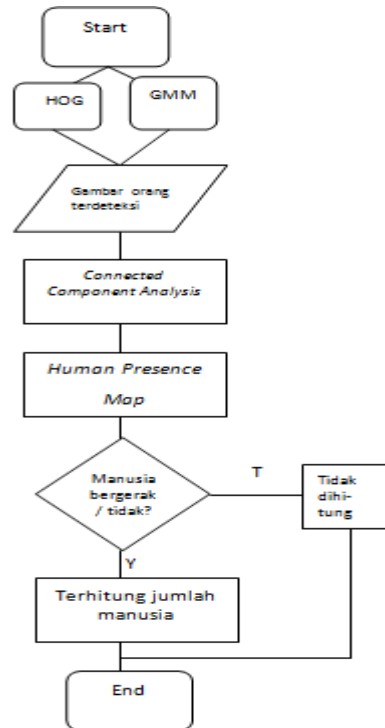 Start
HOG
GMM
Gambar orang
terdeteksi
Connected
Component Analysis
Human Presence
Map
Manusia
bergerak
/ tidak?
T
Tidak
dihi-
tung
Y
Terhitung jumlah
manusia
End